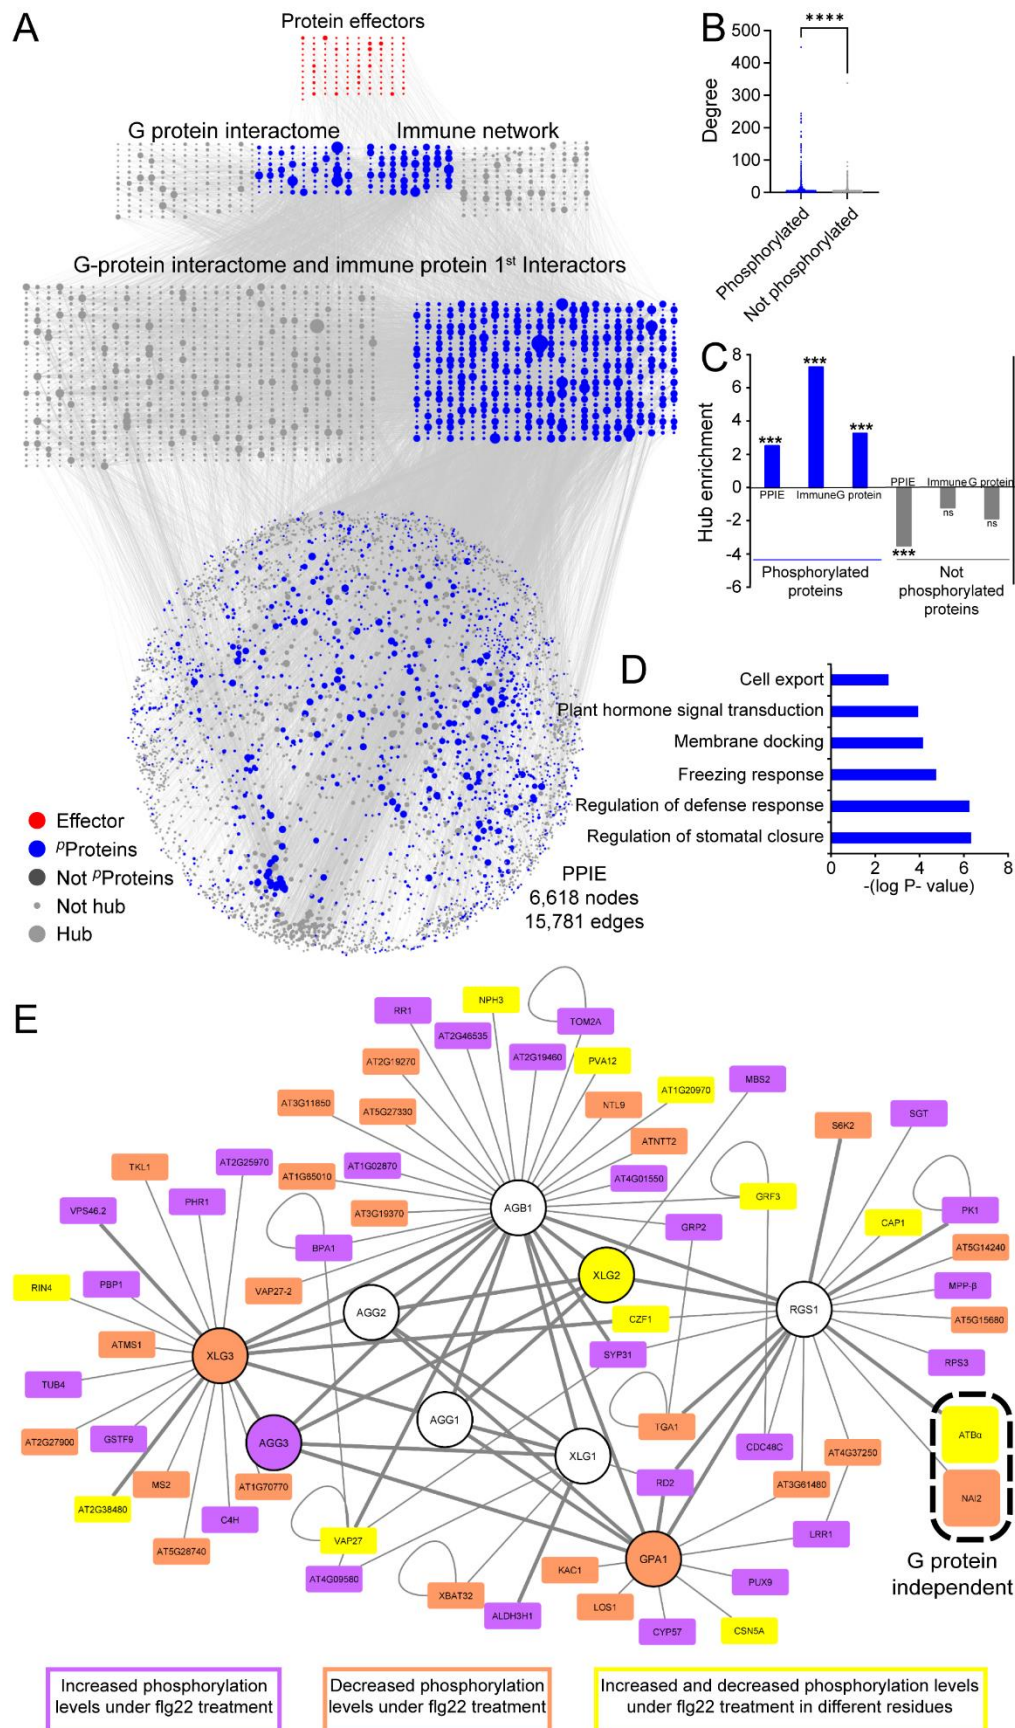 A
Protein effectors
G protein interactome
Immune network
G-protein interactome and immune protein 1st Interactors
Effector
pProteins
Not pProteins
Not hub
Hub
PPIE
6,618 nodes
15,781 edges
B
****
Degree
500
400
300
200
100
0
Phosphorylated
Not phosphorylated
C
Hub enrichment
8
6
4
2
0
-2
-4
-6
***
***
***
PPIE
Immune
G protein
PPIE
Immune
G protein
***
ns
ns
Phosphorylated
proteins
Not
phosphorylated
proteins
D
Cell export
Plant hormone signal transduction
Membrane docking
Freezing response
Regulation of defense response
Regulation of stomatal closure
0 2 4 6 8
-(log P- value)
E
NPH3
RR1
TOM2A
AT2G46535
AT2G19460
AT2G19270
PVA12
MBS2
AT1G20970
AT3G11850
AT5G27330
NTL9
SGT
S6K2
ATNTT2
TKL1
AT2G25970
AT1G02870
AT1G65010
AT4G01550
PHR1
GRF3
VPS46.2
AT3G19370
AGB1
PK1
CAP1
GRP2
BPA1
AT5G14240
RIN4
PBP1
VAP27-2
XLG2
MPP-β
AGG2
RGS1
CZF1
AT5G15680
ATMS1
XLG3
SYP31
RPS3
TUB4
AGG1
TGA1
AT2G27900
GSTF9
AGG3
CDC48C
AT4G37250
ATBα
XLG1
MS2
AT1G70770
RD2
AT3G61480
NAI2
AT2G38480
C4H
VAP27
LRR1
AT5G28740
GPA1
G protein
independent
AT4G09580
KAC1
PUX9
XBAT32
LOS1
ALDH3H1
CYP57
CSN5A
Increased phosphorylation
levels under flg22 treatment
Decreased phosphorylation
levels under flg22 treatment
Increased and decreased phosphorylation levels
under flg22 treatment in different residues